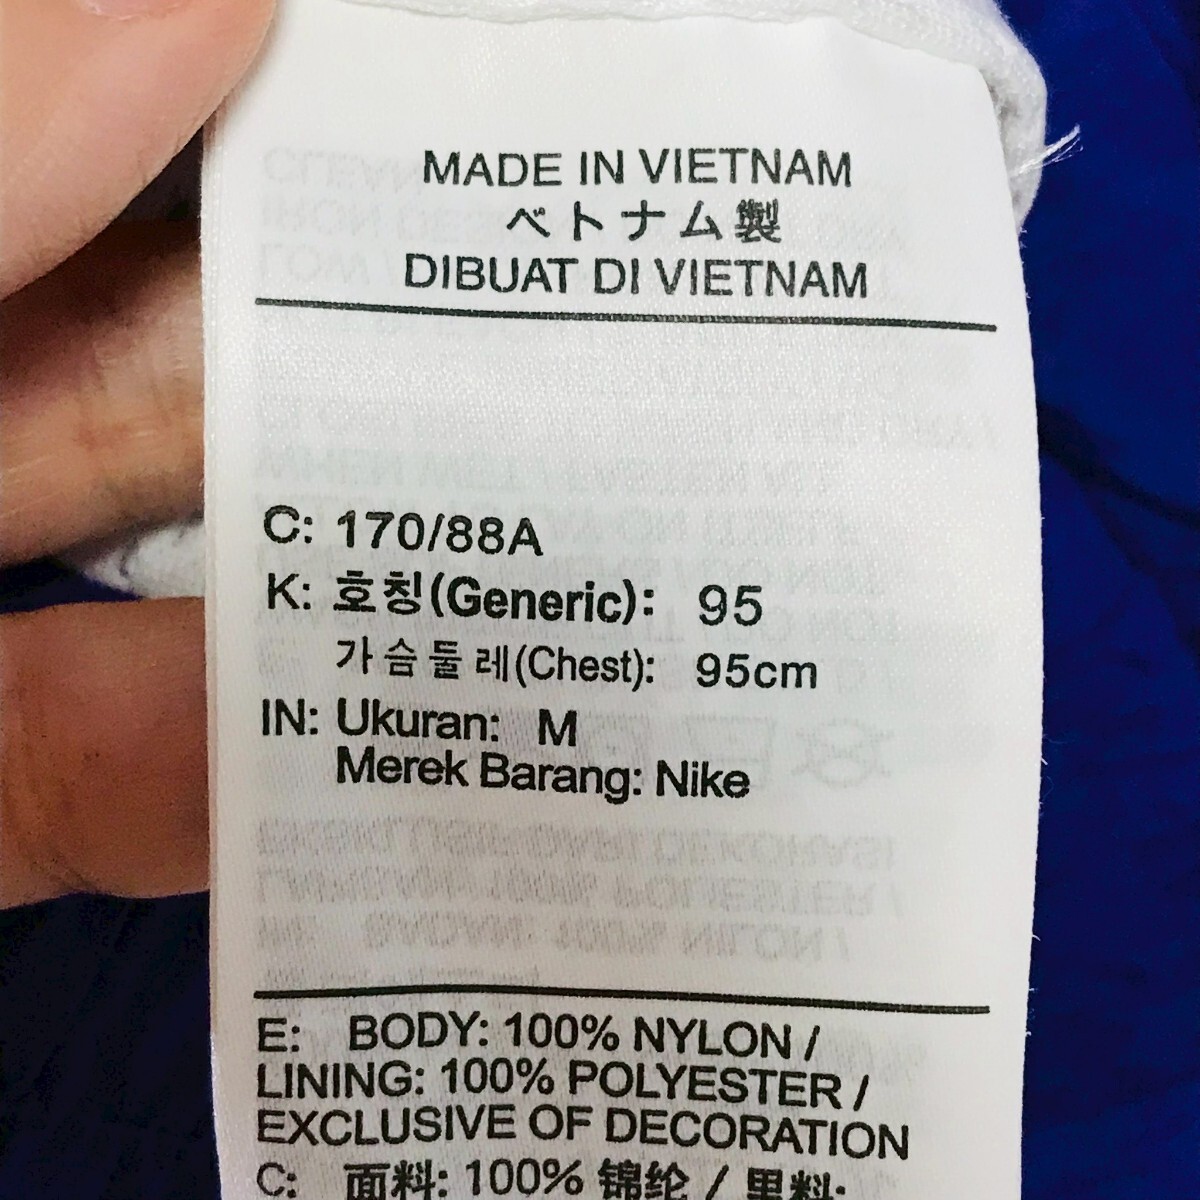 MADE IN VIETNAM
ベトナム製
DIBUAT DI VIETNAM
C: 170/88A
K: 호칭(Generic): 95
가슴둘레(Chest): 95cm
IN: Ukuran: M
Merek Barang: Nike
E: BODY: 100% NYLON /
LINING: 100% POLYESTER /
EXCLUSIVE OF DECORATION
C: 面料: 100% 锦纶 / 里料: